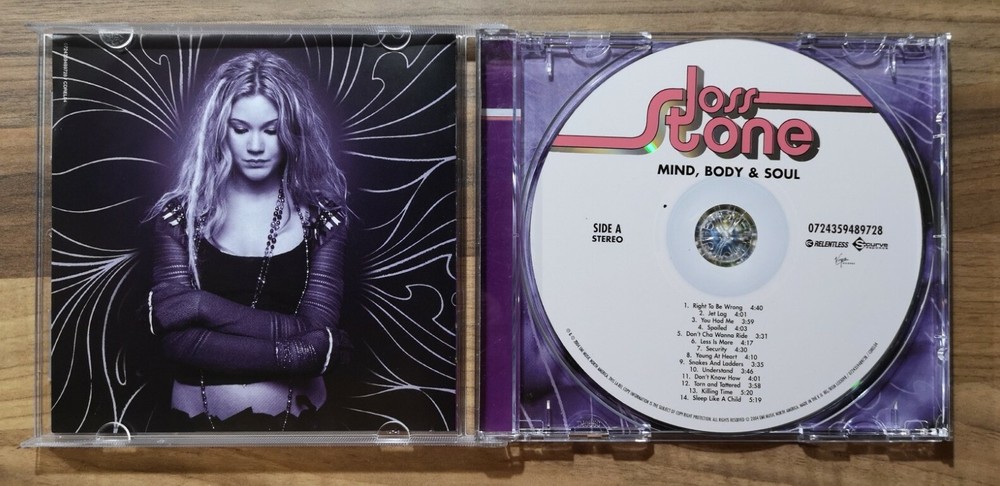 Joss
Stone
MIND, BODY & SOUL
SIDE A
STEREO
0724359489728
RELENTLESS
Scurve
Virgin
1. Right To Be Wrong 4:40
2. Jet Lag 4:01
3. You Had Me 3:59
4. Spoiled 4:03
5. Don't Cha Wanna Ride 3:31
6. Less Is More 4:17
7. Security 4:30
8. Young At Heart 4:10
9. Snakes And Ladders 3:35
10. Understand 3:46
11. Don't Know How 4:01
12. Torn and Tattered 3:58
13. Killing Time 5:20
14. Sleep Like A Child 5:19